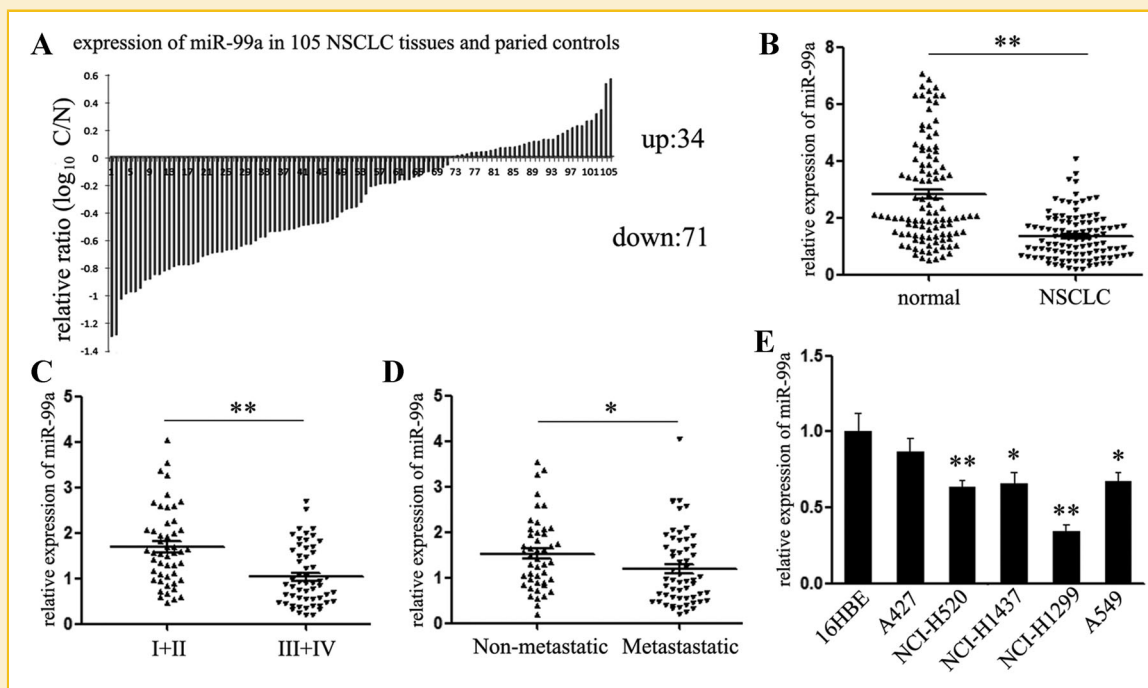 A expression of miR-99a in 105 NSCLC tissues and paried controls
relative ratio (log10 C/N)
0.6
0.4
0.2
0
-0.2
-0.4
-0.6
-0.8
-1
-1.2
-1.4
1 5 9 15 21 25 29 33 37 41 45 49 53 57 61 65 69 73 77 81 85 89 93 97 101 105
up:34
down:71
B
relative expression of miR-99a
8
6
4
2
0
**
normal NSCLC
C
relative expression of miR-99a
5
4
3
2
1
0
**
I+II III+IV
D
relative expression of miR-99a
5
4
3
2
1
0
*
Non-metastatic Metastastatic
E
relative expression of miR-99a
1.5
1.0
0.5
0.0
** * ** *
16HBE
A427
NCI-H520
NCI-H1437
NCI-H1299
A549